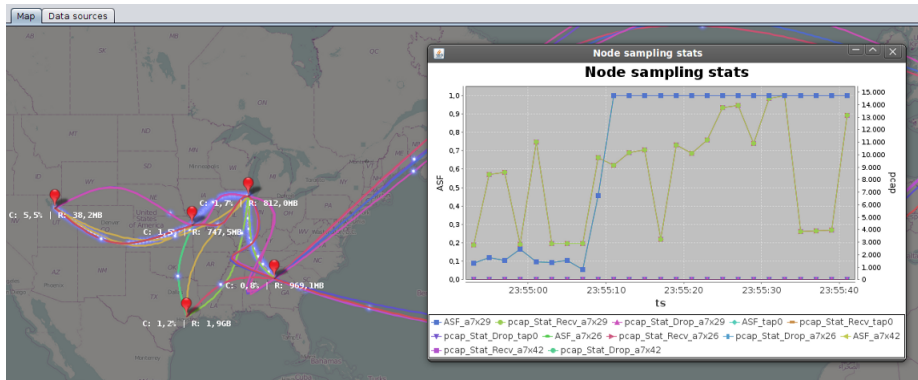 Map Data sources
Node sampling stats
Node sampling stats
1,0
0,9
0,8
0,7
0,6
0,5
0,4
0,3
0,2
0,1
0,0
ASF
15.000
14.000
13.000
12.000
11.000
10.000
9.000
8.000
7.000
6.000
5.000
4.000
3.000
2.000
1.000
0
pcap
23:55:00 23:55:10 23:55:20 23:55:30 23:55:40
ts
ASF_a7x29 pcap_Stat_Recv_a7x29 pcap_Stat_Drop_a7x29 ASF_tap0 pcap_Stat_Recv_tap0
pcap_Stat_Drop_tap0 ASF_a7x26 pcap_Stat_Recv_a7x26 pcap_Stat_Drop_a7x26 ASF_a7x42
pcap_Stat_Recv_a7x42 pcap_Stat_Drop_a7x42
C: 1,7% | R: 812,0MB
C: 5,5% | R: 38,2MB
United
States
of America
C: 1,5% R: 747,5MB
C: 0,8% | R: 969,1MB
C: 1,2% | R: 1,9GB
Monterrey